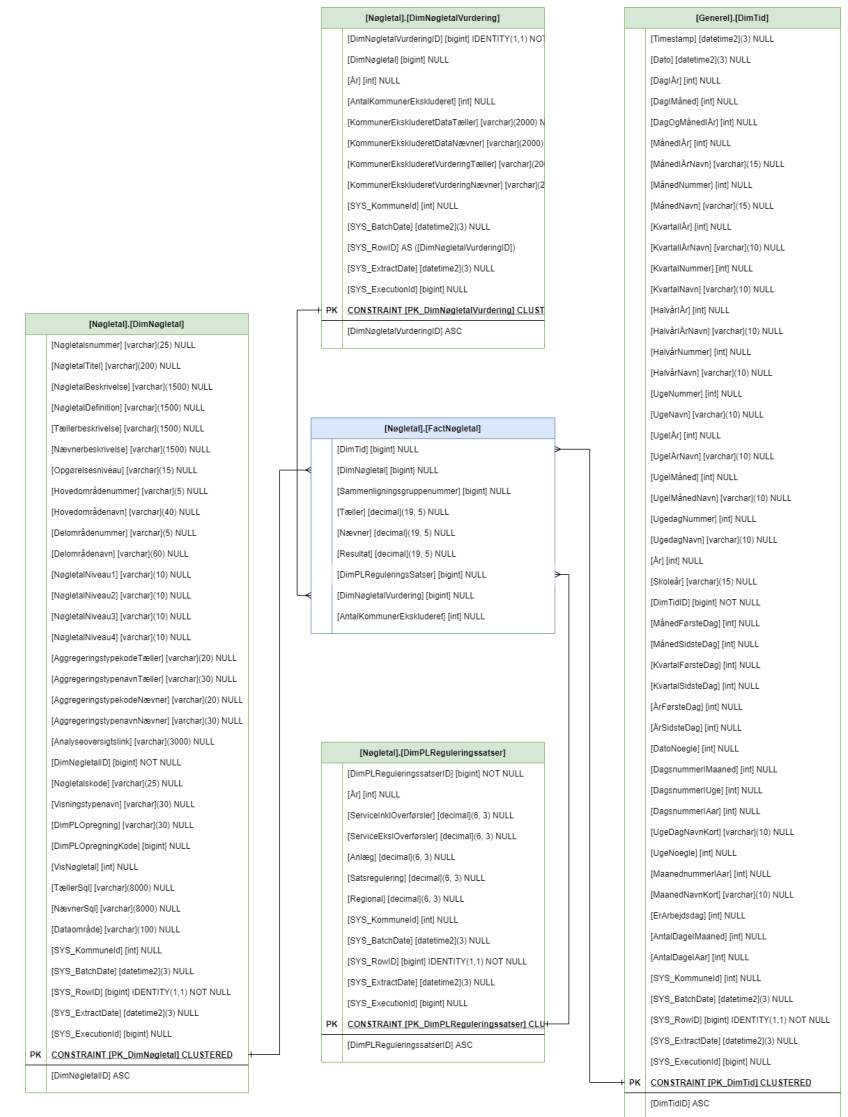 [Nøgletal].[DimNøgletalVurdering]
[DimNøgletalVurderingID] [bigint] IDENTITY(1,1) NOT
[DimNøgletal] [bigint] NULL
[År] [int] NULL
[AntalKommunerEkskluderet] [int] NULL
[KommunerEkskluderetDataTæller] [varchar](2000) N
[KommunerEkskluderetDataNævner] [varchar](2000)
[KommunerEkskluderetVurderingTæller] [varchar](20
[KommunerEkskluderetVurderingNævner] [varchar](2
[SYS_KommuneId] [int] NULL
[SYS_BatchDate] [datetime2](3) NULL
[SYS_RowID] AS ([DimNøgletalVurderingID])
[SYS_ExtractDate] [datetime2](3) NULL
[SYS_ExecutionId] [bigint] NULL
PK CONSTRAINT [PK_DimNøgletalVurdering] CLUST
[DimNøgletalVurderingID] ASC
[Generel].[DimTid]
[Timestamp] [datetime2](3) NULL
[Dato] [datetime2](3) NULL
[DagIÅr] [int] NULL
[DagIMåned] [int] NULL
[DagOgMånedIÅr] [int] NULL
[MånedIÅr] [int] NULL
[MånedIÅrNavn] [varchar](15) NULL
[MånedNummer] [int] NULL
[MånedNavn] [varchar](15) NULL
[KvartalIÅr] [int] NULL
[KvartalIÅrNavn] [varchar](10) NULL
[KvartalNummer] [int] NULL
[KvartalNavn] [varchar](10) NULL
[HalvårIÅr] [int] NULL
[HalvårIÅrNavn] [varchar](10) NULL
[HalvårNummer] [int] NULL
[HalvårNavn] [varchar](10) NULL
[UgeNummer] [int] NULL
[UgeNavn] [varchar](10) NULL
[UgeIÅr] [int] NULL
[UgeIÅrNavn] [varchar](10) NULL
[UgeIMåned] [int] NULL
[UgeIMånedNavn] [varchar](10) NULL
[UgedagNummer] [int] NULL
[UgedagNavn] [varchar](10) NULL
[År] [int] NULL
[Skoleår] [varchar](15) NULL
[DimTidID] [bigint] NOT NULL
[MånedFørsteDag] [int] NULL
[MånedSidsteDag] [int] NULL
[KvartalFørsteDag] [int] NULL
[KvartalSidsteDag] [int] NULL
[ÅrFørsteDag] [int] NULL
[ÅrSidsteDag] [int] NULL
[DatoNoegle] [int] NULL
[DagsnummerIMaaned] [int] NULL
[DagsnummerIUge] [int] NULL
[DagsnummerIAar] [int] NULL
[UgeDagNavnKort] [varchar](10) NULL
[UgeNoegle] [int] NULL
[MaanednummerIAar] [int] NULL
[MaanedNavnKort] [varchar](10) NULL
[ErArbejdsdag] [int] NULL
[AntalDageIMaaned] [int] NULL
[AntalDageIAar] [int] NULL
[SYS_KommuneId] [int] NULL
[SYS_BatchDate] [datetime2](3) NULL
[SYS_RowID] [bigint] IDENTITY(1,1) NOT NULL
[SYS_ExtractDate] [datetime2](3) NULL
[SYS_ExecutionId] [bigint] NULL
PK CONSTRAINT [PK_DimTid] CLUSTERED
[DimTidID] ASC
[Nøgletal].[DimNøgletal]
[Nøgletalsnummer] [varchar](25) NULL
[NøgletalTitel] [varchar](200) NULL
[NøgletalBeskrivelse] [varchar](1500) NULL
[NøgletalDefinition] [varchar](1500) NULL
[Tællerbeskrivelse] [varchar](1500) NULL
[Nævnerbeskrivelse] [varchar](1500) NULL
[Opgørelsesniveau] [varchar](15) NULL
[Hovedområdenummer] [varchar](5) NULL
[Hovedområdenavn] [varchar](40) NULL
[Delområdenummer] [varchar](5) NULL
[Delområdenavn] [varchar](60) NULL
[NøgletalNiveau1] [varchar](10) NULL
[NøgletalNiveau2] [varchar](10) NULL
[NøgletalNiveau3] [varchar](10) NULL
[NøgletalNiveau4] [varchar](10) NULL
[AggregeringstypekodeTæller] [varchar](20) NULL
[AggregeringstypenavnTæller] [varchar](30) NULL
[AggregeringstypekodeNævner] [varchar](20) NULL
[AggregeringstypenavnNævner] [varchar](30) NULL
[Analyseoversigtslink] [varchar](3000) NULL
[DimNøgletalID] [bigint] NOT NULL
[Nøgletalskode] [varchar](25) NULL
[Visningstypenavn] [varchar](30) NULL
[DimPLOpregning] [varchar](30) NULL
[DimPLOpregningKode] [bigint] NULL
[VisNøgletal] [int] NULL
[TællerSql] [varchar](8000) NULL
[NævnerSql] [varchar](8000) NULL
[Dataområde] [varchar](100) NULL
[SYS_KommuneId] [int] NULL
[SYS_BatchDate] [datetime2](3) NULL
[SYS_RowID] [bigint] IDENTITY(1,1) NOT NULL
[SYS_ExtractDate] [datetime2](3) NULL
[SYS_ExecutionId] [bigint] NULL
PK CONSTRAINT [PK_DimNøgletal] CLUSTERED
[DimNøgletalID] ASC
[Nøgletal].[FactNøgletal]
[DimTid] [bigint] NULL
[DimNøgletal] [bigint] NULL
[Sammenligningsgruppenummer] [bigint] NULL
[Tæller] [decimal](19, 5) NULL
[Nævner] [decimal](19, 5) NULL
[Resultat] [decimal](19, 5) NULL
[DimPLReguleringsSatser] [bigint] NULL
[DimNøgletalVurdering] [bigint] NULL
[AntalKommunerEkskluderet] [int] NULL
[Nøgletal].[DimPLReguleringssatser]
[DimPLReguleringssatserID] [bigint] NOT NULL
[År] [int] NULL
[ServiceInklOverførsler] [decimal](6, 3) NULL
[ServiceEkslOverførsler] [decimal](6, 3) NULL
[Anlæg] [decimal](6, 3) NULL
[Satsregulering] [decimal](6, 3) NULL
[Regional] [decimal](6, 3) NULL
[SYS_KommuneId] [int] NULL
[SYS_BatchDate] [datetime2](3) NULL
[SYS_RowID] [bigint] IDENTITY(1,1) NOT NULL
[SYS_ExtractDate] [datetime2](3) NULL
[SYS_ExecutionId] [bigint] NULL
PK CONSTRAINT [PK_DimPLReguleringssatser] CLU
[DimPLReguleringssatserID] ASC